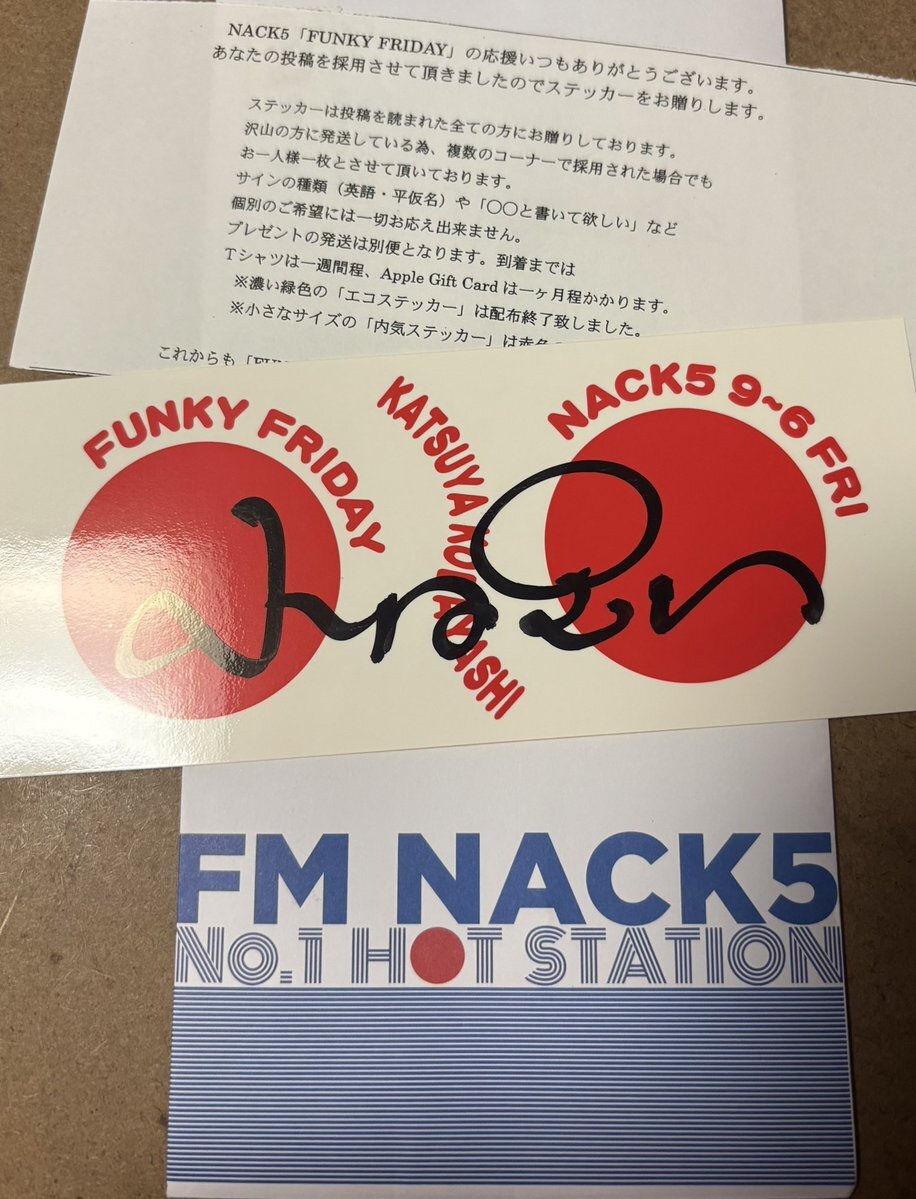 NACK5「FUNKY FRIDAY」の応援いつもありがとうございます。
あなたの投稿を採用させて頂きましたのでステッカーをお贈りします。
ステッカーは投稿を読まれた全ての方にお贈りしております。
沢山の方に発送している為、複数のコーナーで採用された場合でも
お一人様一枚とさせて頂いております。
サインの種類（英語・平仮名）や「〇〇と書いて欲しい」など
個別のご希望には一切お応え出来ません。
プレゼントの発送は別便となります。到着までは
Tシャツは一週間程、Apple Gift Card は一ヶ月程かかります。
※濃い緑色の「エコステッカー」は配布終了致しました。
※小さなサイズの「内気ステッカー」は赤色の
これからも「FUN
FUNKY FRIDAY
KATSUYA KOBAYASHI
NACK5 9~6 FRI
FM NACK5
No.1 HOT STATION